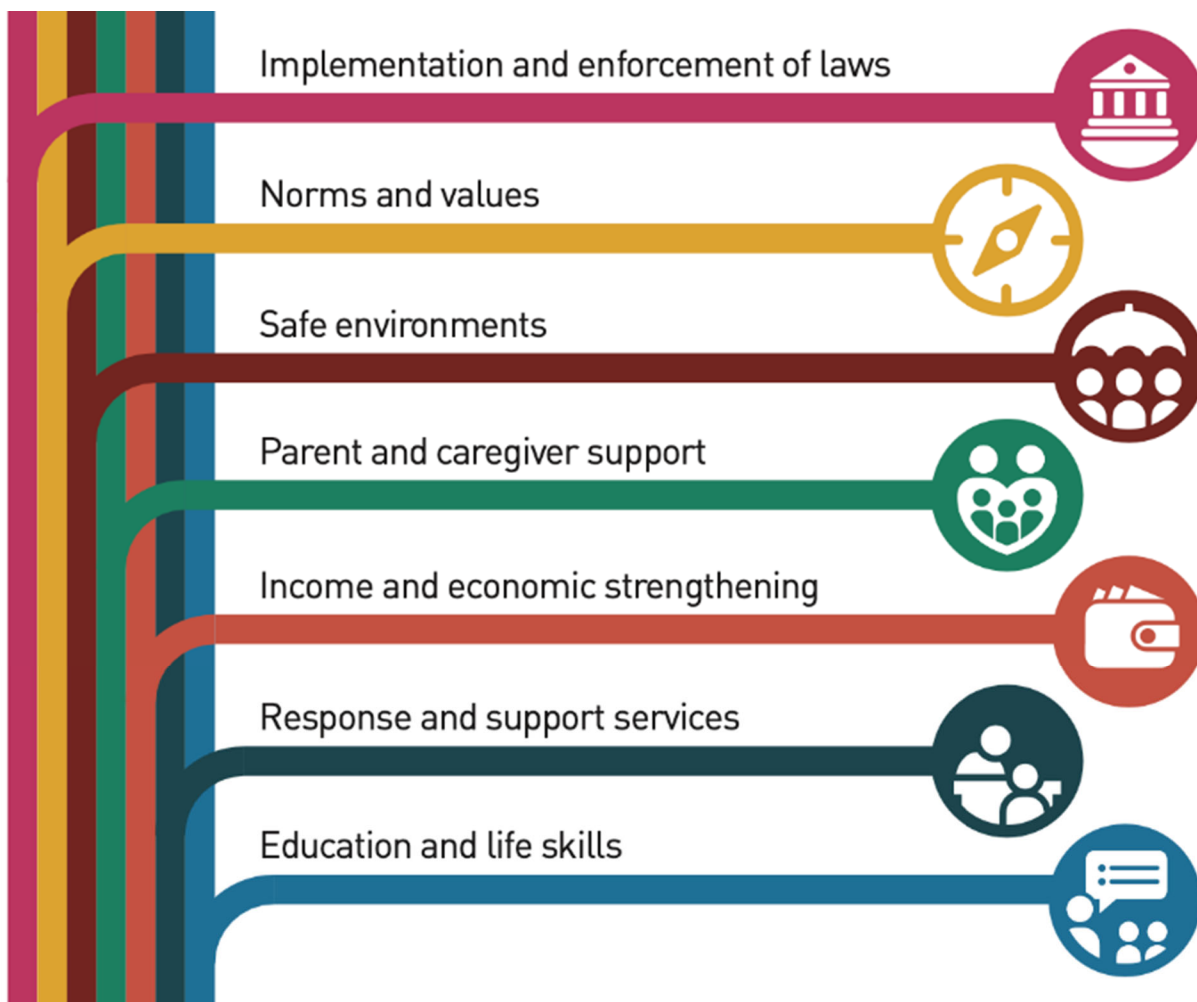 Implementation and enforcement of laws
Norms and values
Safe environments
Parent and caregiver support
Income and economic strengthening
Response and support services
Education and life skills